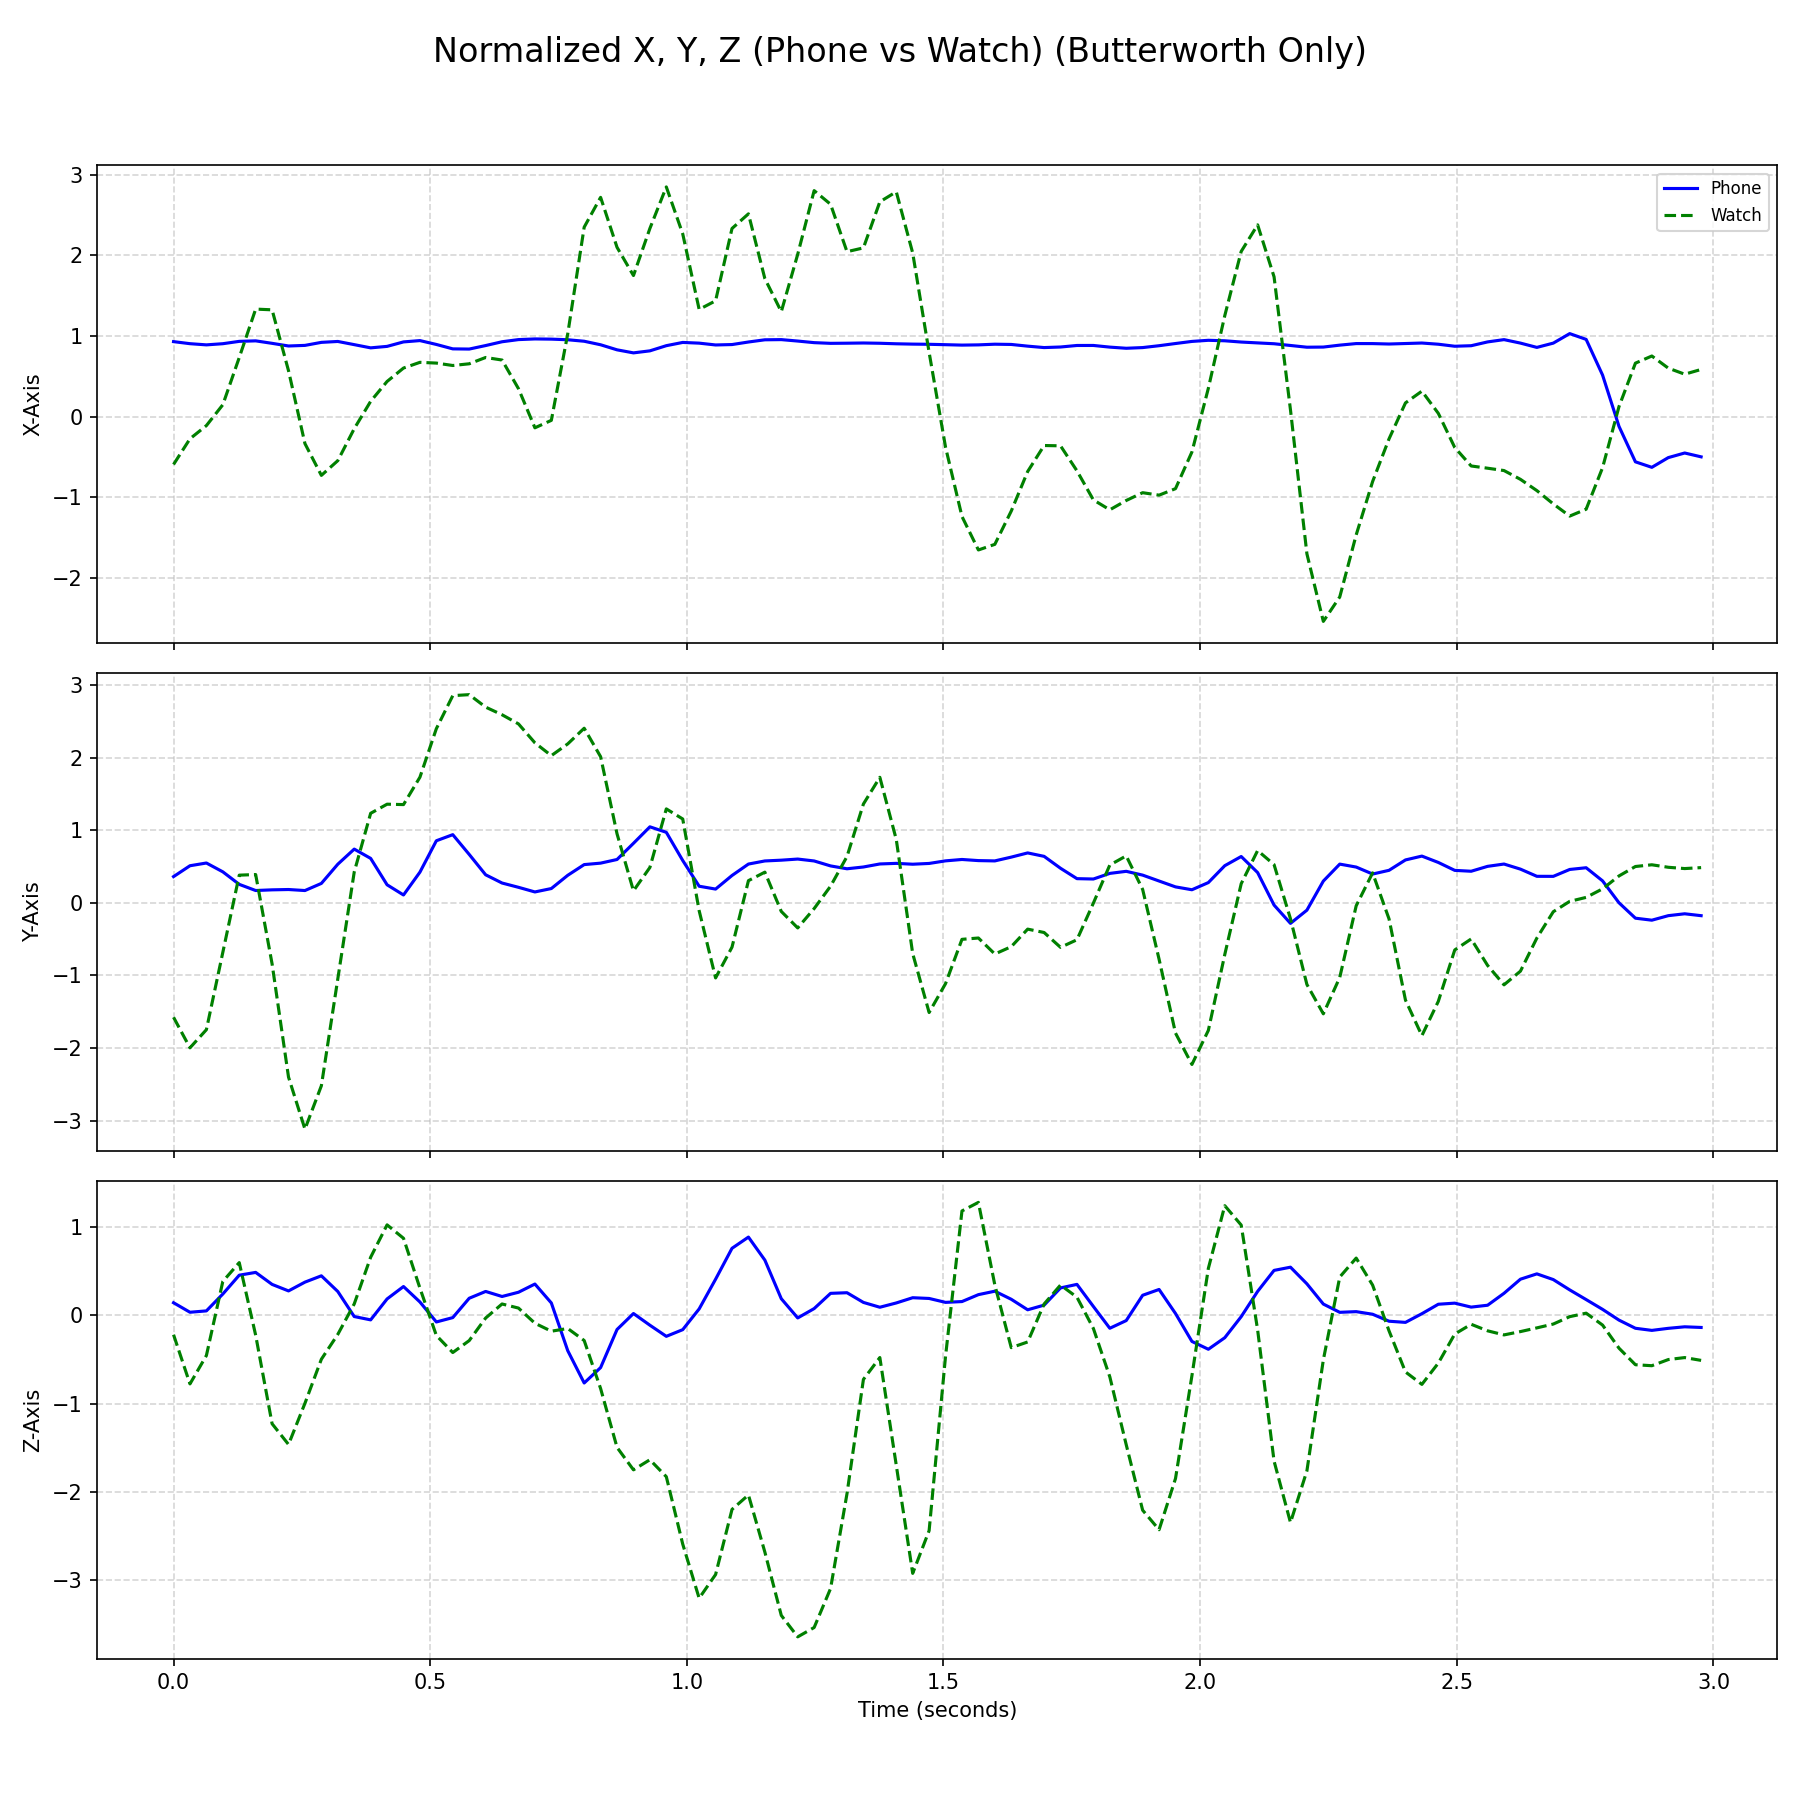 Normalized X, Y, Z (Phone vs Watch) (Butterworth Only)
3
2
1
0
−1
−2
X-Axis
Phone
Watch
3
2
1
0
−1
−2
−3
Y-Axis
1
0
−1
−2
−3
Z-Axis
0.0 0.5 1.0 1.5 2.0 2.5 3.0
Time (seconds)